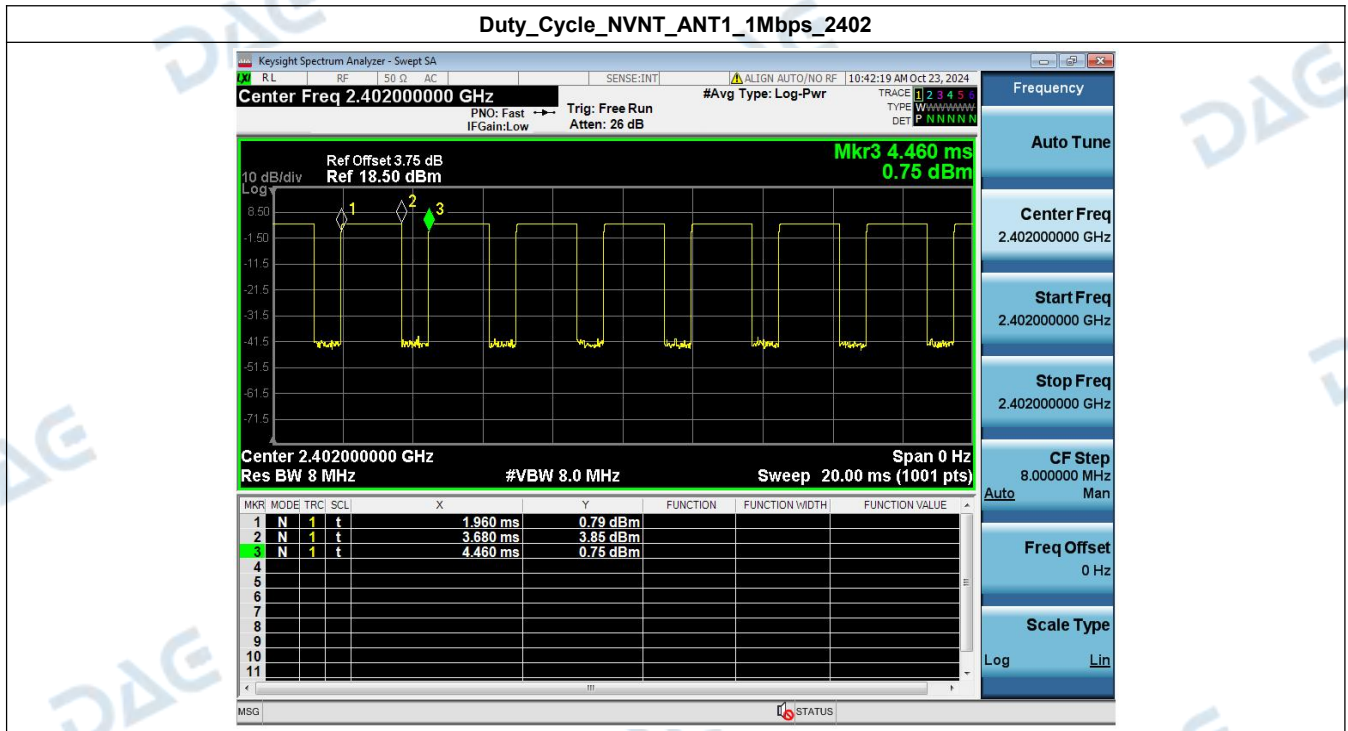 Duty_Cycle_NVNT_ANT1_1Mbps_2402
Keysight Spectrum Analyzer - Swept SA
LXI RL RF 50 Ω AC SENSE:INT ALIGN AUTO/NO RF 10:42:19 AM Oct 23, 2024
Center Freq 2.402000000 GHz
#Avg Type: Log-Pwr
TRACE 1 2 3 4 5 6
TYPE WWWWWW
DET P N N N N N
PNO: Fast
IFGain:Low
Trig: Free Run
Atten: 26 dB
Mkr3 4.460 ms
0.75 dBm
Ref Offset 3.75 dB
10 dB/div Ref 18.50 dBm
Log
8.50
-1.50
-11.5
-21.5
-31.5
-41.5
-51.5
-61.5
-71.5
1
2
3
Center 2.402000000 GHz Span 0 Hz
Res BW 8 MHz #VBW 8.0 MHz Sweep 20.00 ms (1001 pts)
MKR MODE TRC SCL X Y FUNCTION FUNCTION WIDTH FUNCTION VALUE
1 N 1 t 1.960 ms 0.79 dBm
2 N 1 t 3.680 ms 3.85 dBm
3 N 1 t 4.460 ms 0.75 dBm
4
5
6
7
8
9
10
11
MSG STATUS
Frequency
Auto Tune
Center Freq
2.402000000 GHz
Start Freq
2.402000000 GHz
Stop Freq
2.402000000 GHz
CF Step
8.000000 MHz
Auto Man
Freq Offset
0 Hz
Scale Type
Log Lin
DAG
DAG
DAG
DAG